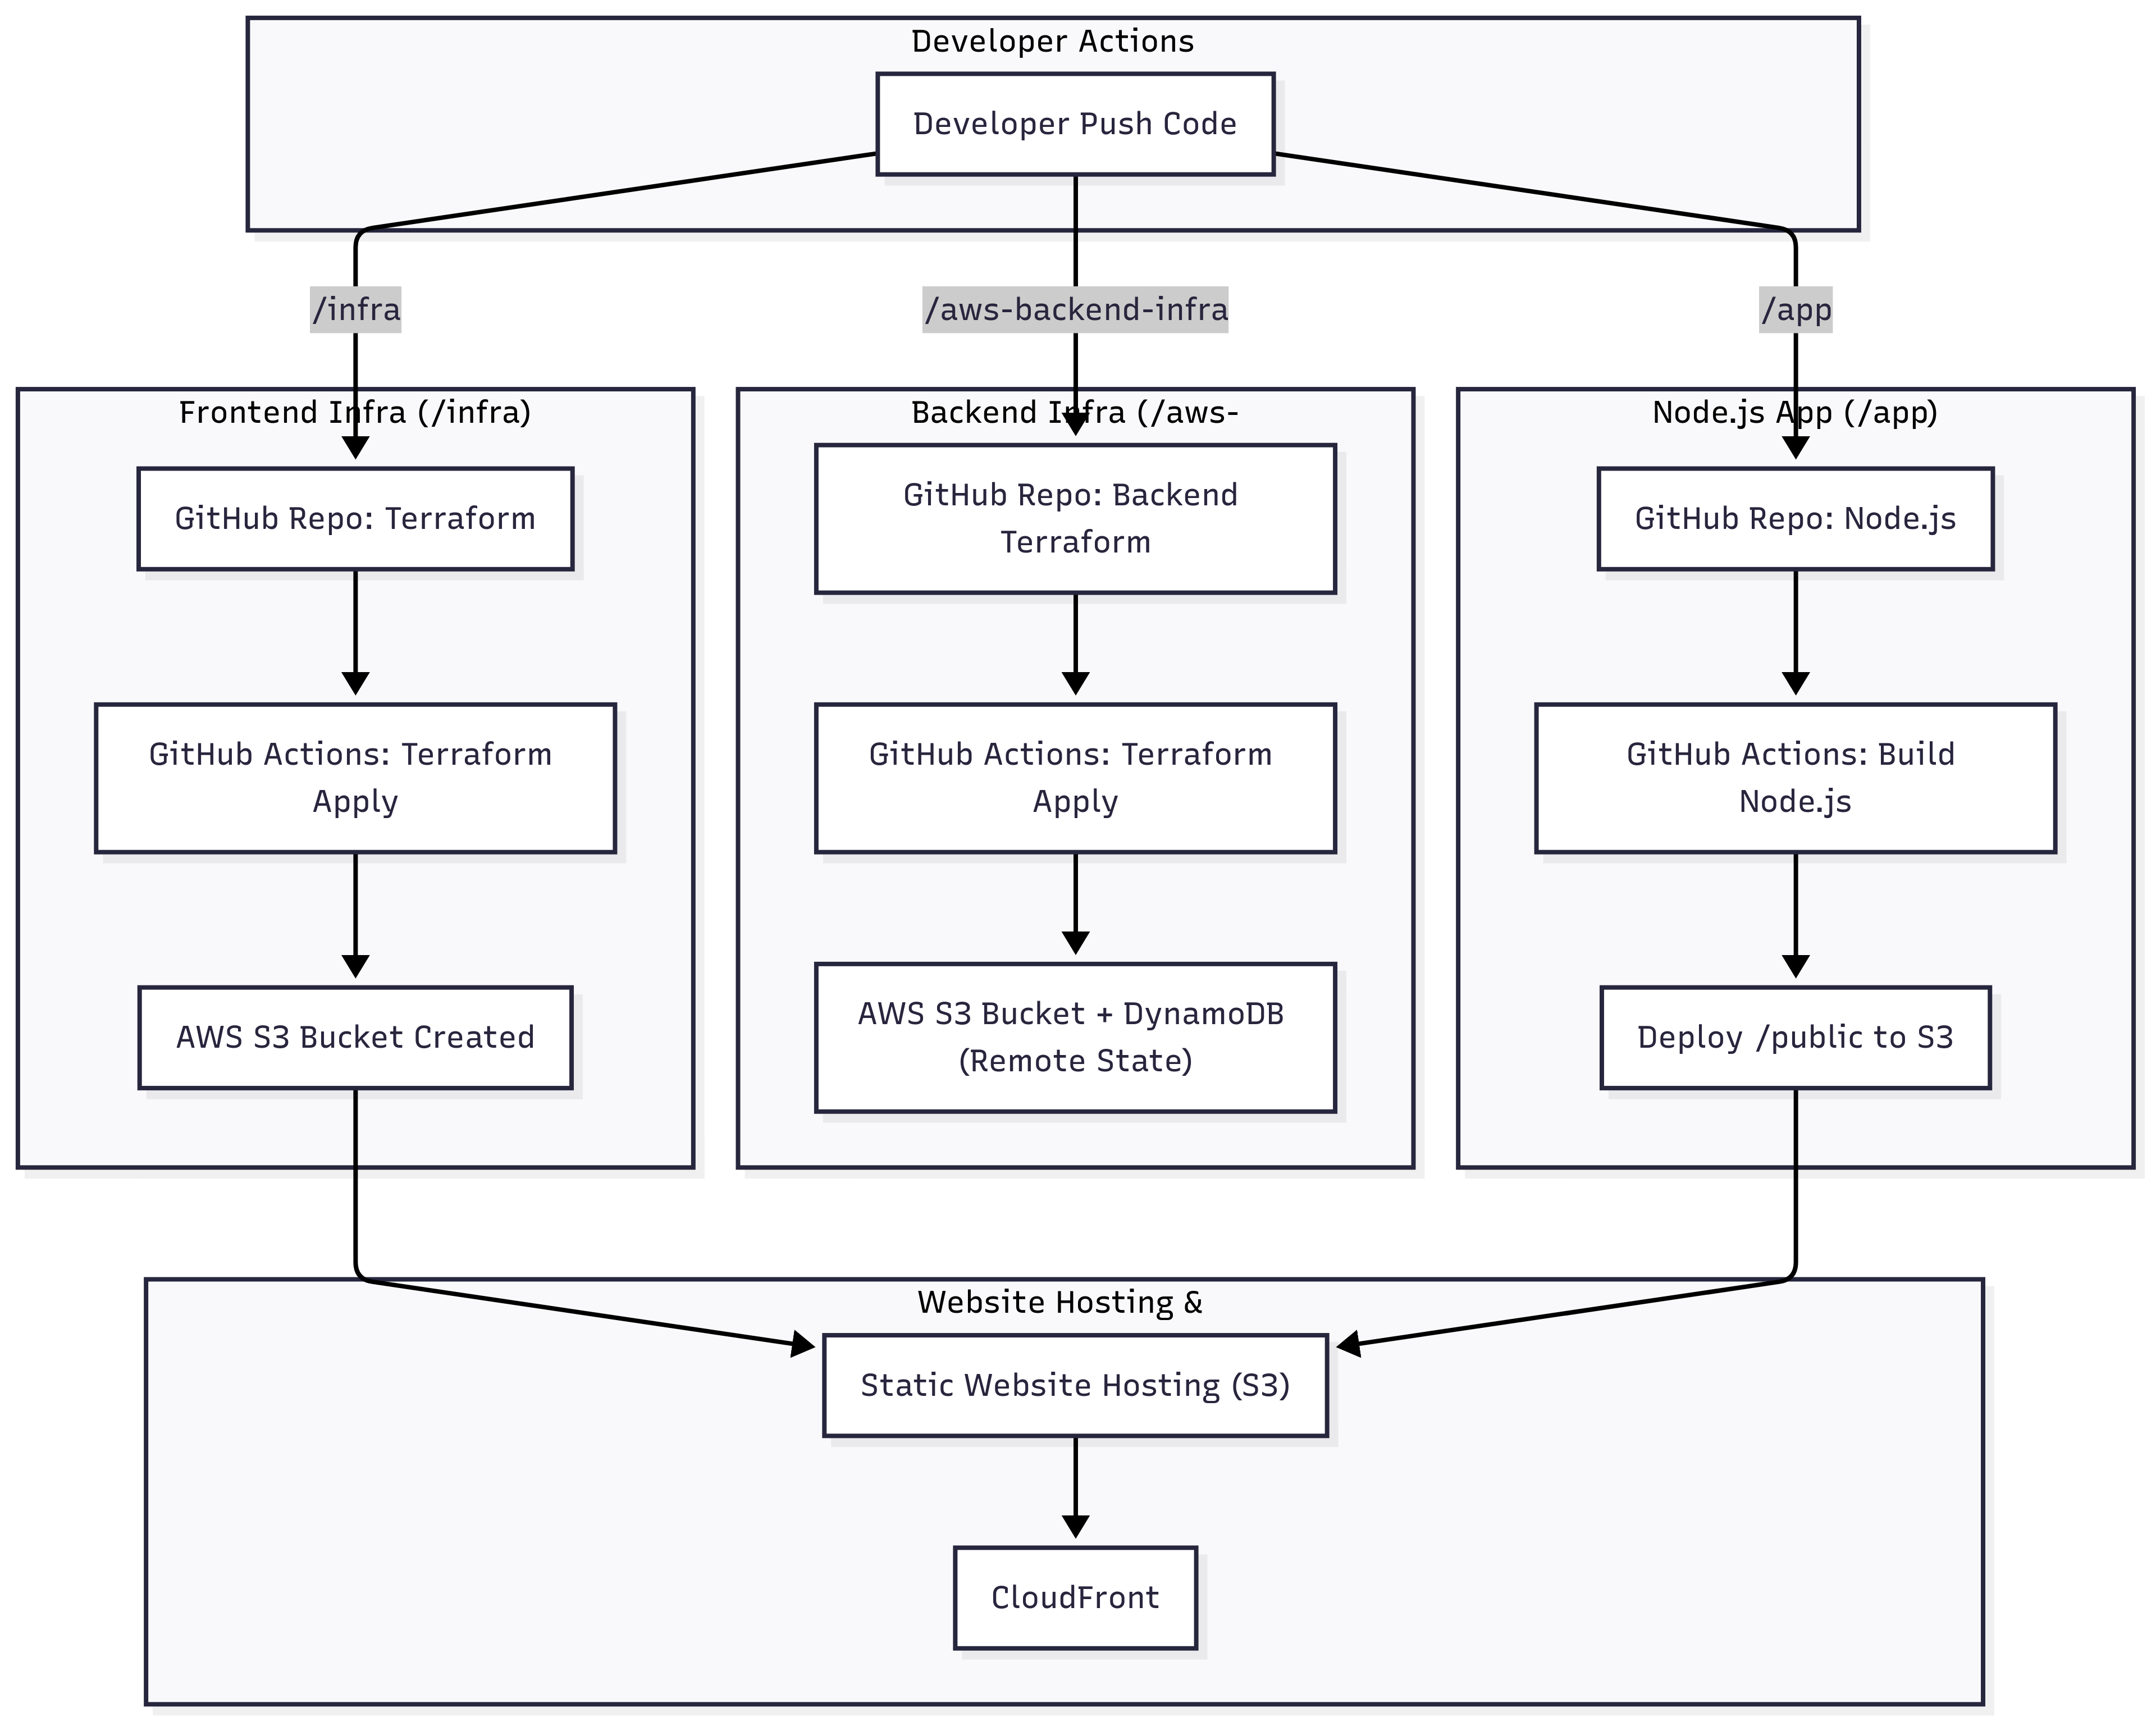 Developer Actions
Developer Push Code
/infra
/aws-backend-infra
/app
Frontend Infra (/infra)
GitHub Repo: Terraform
GitHub Actions: Terraform
Apply
AWS S3 Bucket Created
Backend Infra (/aws-
GitHub Repo: Backend
Terraform
GitHub Actions: Terraform
Apply
AWS S3 Bucket + DynamoDB
(Remote State)
Node.js App (/app)
GitHub Repo: Node.js
GitHub Actions: Build
Node.js
Deploy /public to S3
Website Hosting &
Static Website Hosting (S3)
CloudFront